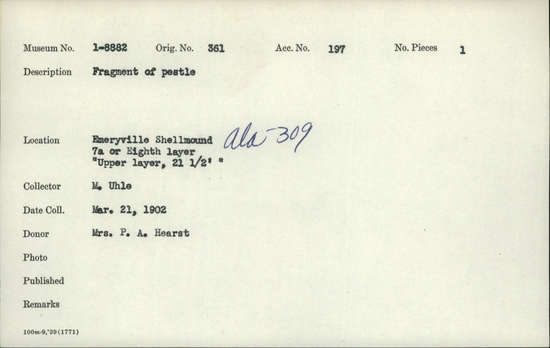 Museum No. 1-8882 Orig. No. 361 Acc. No. 197 No. Pieces 1
Description Fragment of pestle
Location Emeryville Shellmound Ala-309
7a or Eighth layer
"Upper layer, 21 1/2' "
Collector M. Uhle
Date Coll. Mar. 21, 1902
Donor Mrs. P. A. Hearst
Photo
Published
Remarks
100m-9,'39(1771)